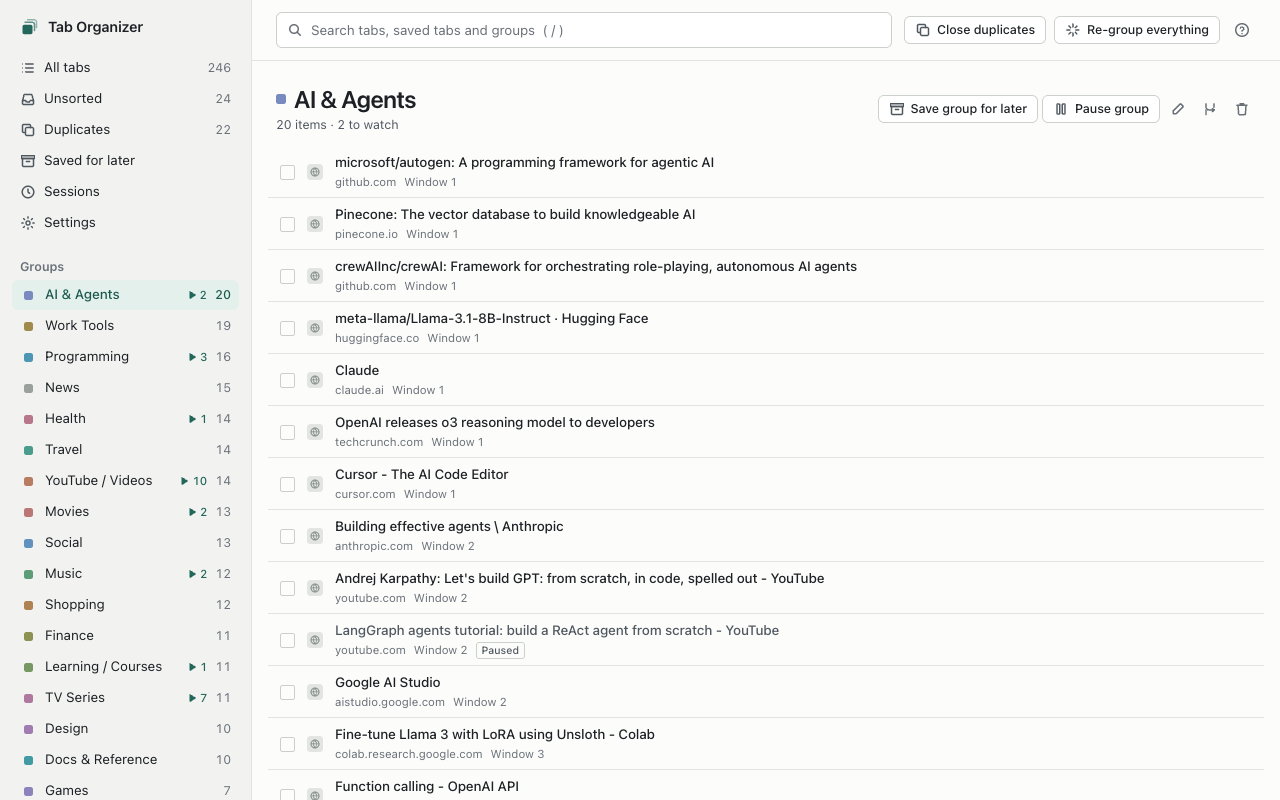 Tab Organizer
All tabs 246
Unsorted 24
Duplicates 22
Saved for later
Sessions
Settings
Groups
AI & Agents 2 20
Work Tools 19
Programming 3 16
News 15
Health 1 14
Travel 14
YouTube / Videos 10 14
Movies 2 13
Social 13
Music 2 12
Shopping 12
Finance 11
Learning / Courses 1 11
TV Series 7 11
Design 10
Docs & Reference 10
Games 7
Search tabs, saved tabs and groups ( / )
Close duplicates
Re-group everything
AI & Agents
20 items · 2 to watch
Save group for later
Pause group
microsoft/autogen: A programming framework for agentic AI
github.com Window 1
Pinecone: The vector database to build knowledgeable AI
pinecone.io Window 1
crewAIInc/crewAI: Framework for orchestrating role-playing, autonomous AI agents
github.com Window 1
meta-llama/Llama-3.1-8B-Instruct · Hugging Face
huggingface.co Window 1
Claude
claude.ai Window 1
OpenAI releases o3 reasoning model to developers
techcrunch.com Window 1
Cursor - The AI Code Editor
cursor.com Window 1
Building effective agents \ Anthropic
anthropic.com Window 2
Andrej Karpathy: Let's build GPT: from scratch, in code, spelled out - YouTube
youtube.com Window 2
LangGraph agents tutorial: build a ReAct agent from scratch - YouTube
youtube.com Window 2 Paused
Google AI Studio
aistudio.google.com Window 2
Fine-tune Llama 3 with LoRA using Unsloth - Colab
colab.research.google.com Window 3
Function calling - OpenAI API